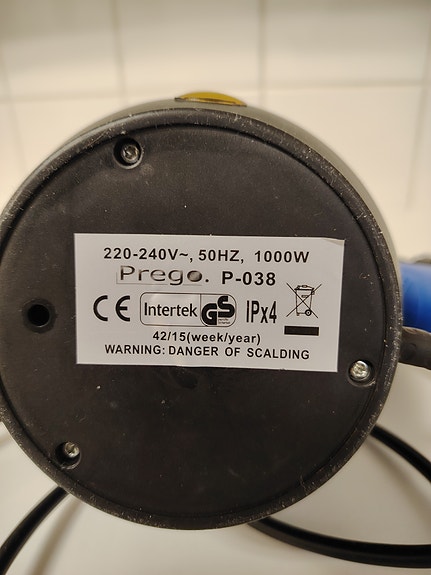 220-240V~, 50HZ, 1000W
Prego. P-038
CE Intertek GS IPx4
42/15(week/year)
WARNING: DANGER OF SCALDING